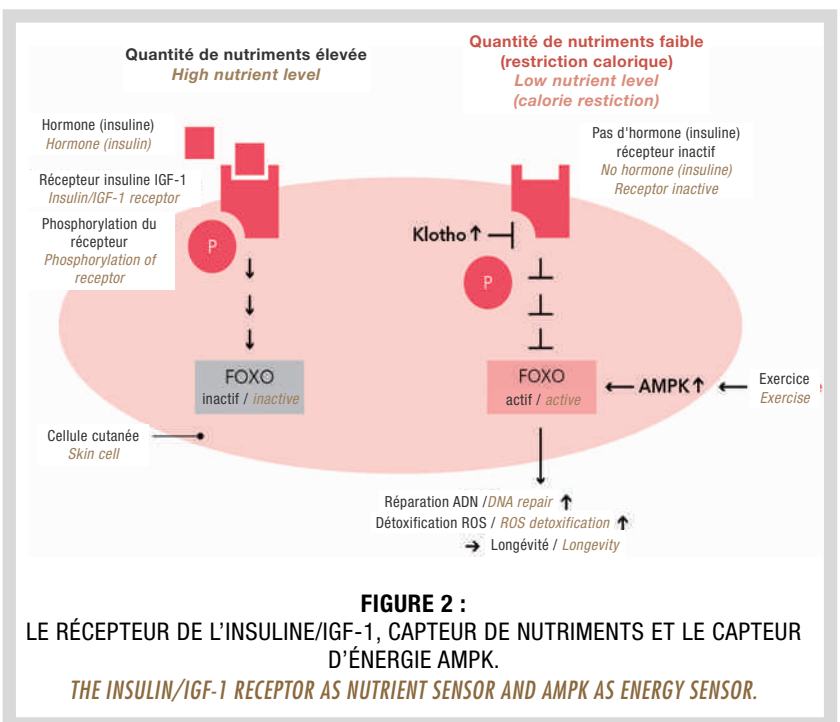 Quantité de nutriments élevée
High nutrient level
Quantité de nutriments faible
(restriction calorique)
Low nutrient level
(calorie restiction)
Hormone (insuline)
Hormone (insulin)
Récepteur insuline IGF-1
Insulin/IGF-1 receptor
Phosphorylation du
récepteur
Phosphorylation of
receptor
P
Pas d'hormone (insuline)
récepteur inactif
No hormone (insuline)
Receptor inactive
Klotho ↑
P
FOXO
inactif / inactive
FOXO
actif / active
AMPK ↑
Exercice
Exercise
Cellule cutanée
Skin cell
Réparation ADN /DNA repair ↑
Détoxification ROS / ROS detoxification ↑
→ Longévité / Longevity
FIGURE 2 :
LE RÉCEPTEUR DE L'INSULINE/IGF-1, CAPTEUR DE NUTRIMENTS ET LE CAPTEUR
D'ÉNERGIE AMPK.
THE INSULIN/IGF-1 RECEPTOR AS NUTRIENT SENSOR AND AMPK AS ENERGY SENSOR.